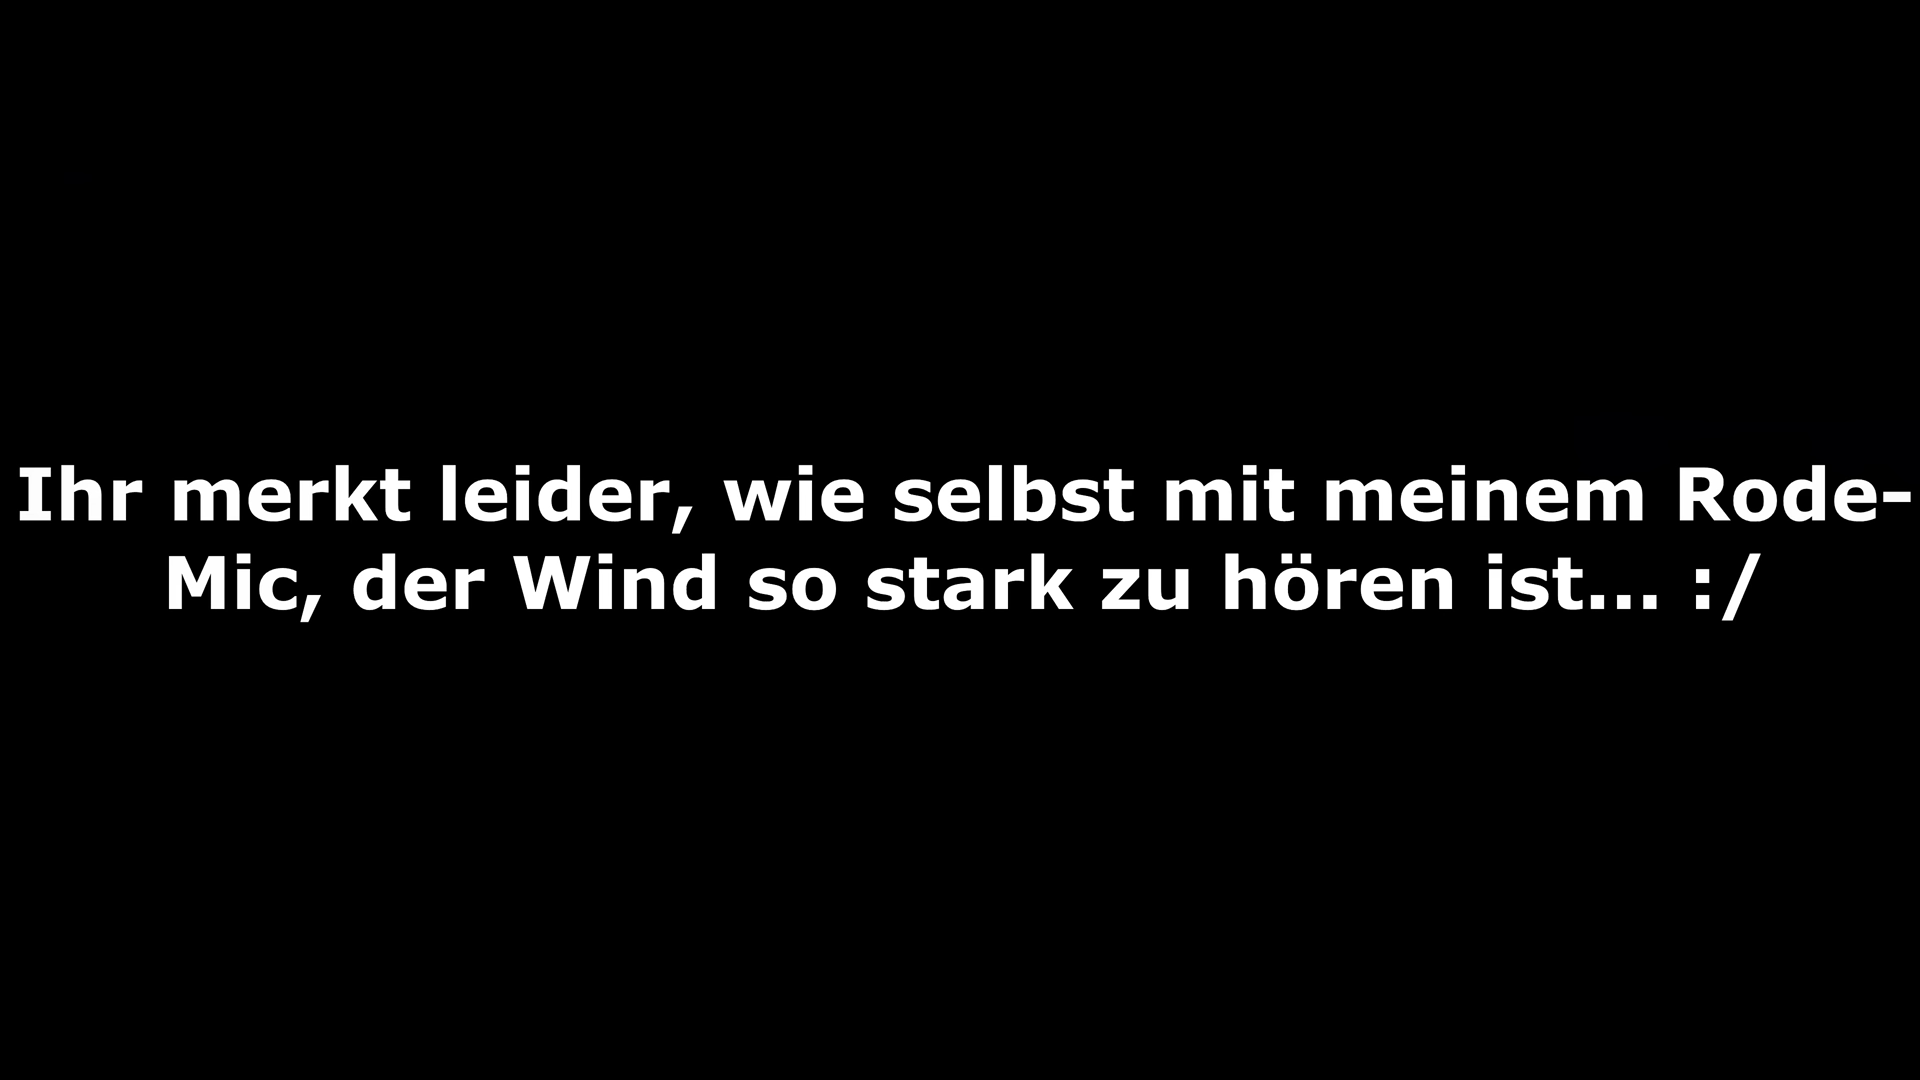 Ihr merkt leider, wie selbst mit meinem Rode-
Mic, der Wind so stark zu hören ist... :/